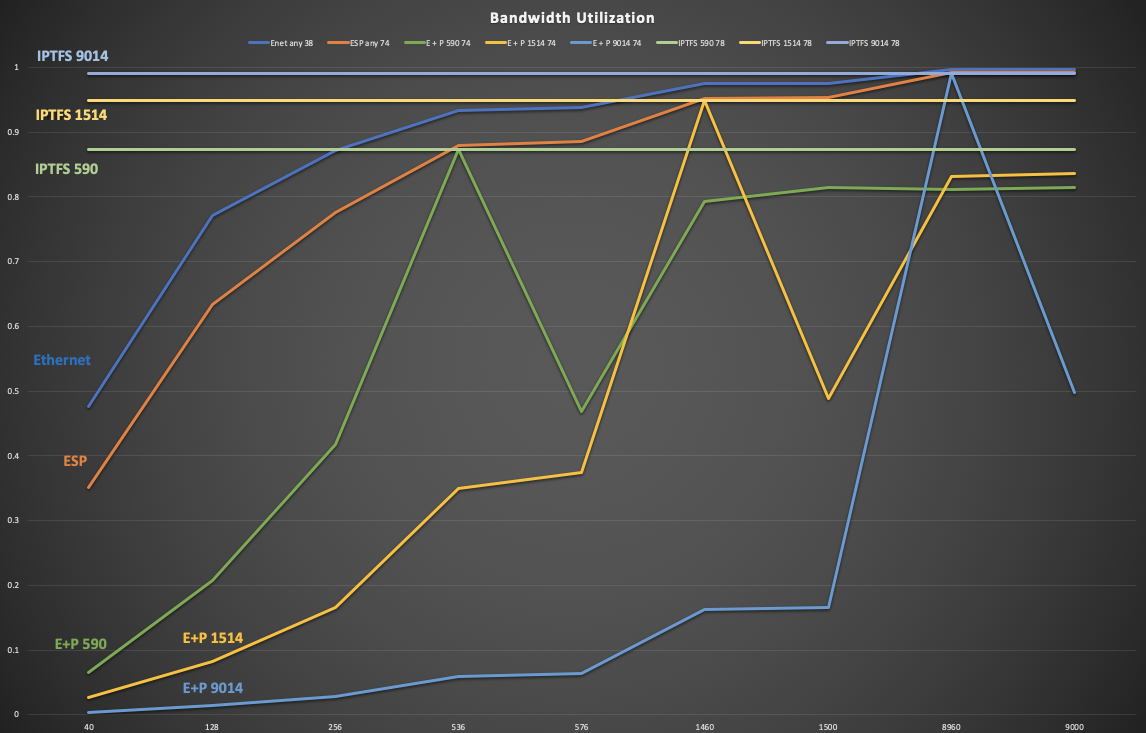 Bandwidth Utilization
Enet any 38 ESP any 74 E + P 590 74 E + P 1514 74 E + P 9014 74 IPTFS 590 78 IPTFS 1514 78 IPTFS 9014 78
IPTFS 9014
1
IPTFS 1514
0.9
IPTFS 590
0.8
0.7
0.6
Ethernet
0.5
ESP
0.4
0.3
0.2
E+P 1514
E+P 590
0.1
E+P 9014
0
40 128 256 536 576 1460 1500 8960 9000